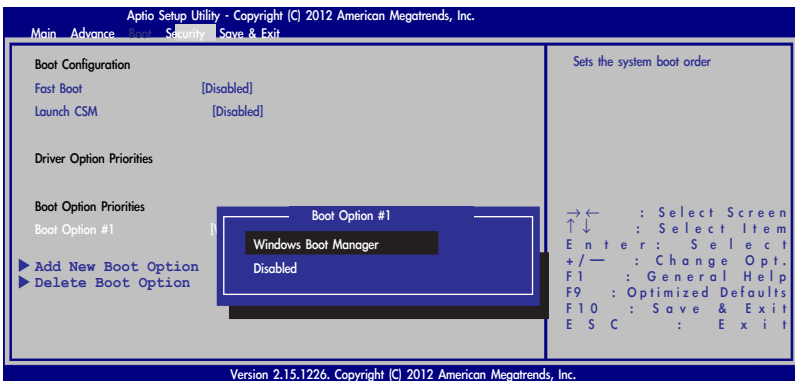 Aptio Setup Utility - Copyright (C) 2012 American Megatrends, Inc.
Main Advance Boot Security Save & Exit
Boot Configuration
Fast Boot [Disabled]
Launch CSM [Disabled]
Driver Option Priorities
Boot Option Priorities
Boot Option #1
Add New Boot Option
Delete Boot Option
Boot Option #1
Windows Boot Manager
Disabled
Sets the system boot order
→← : Select Screen
↑↓ : Select Item
Enter: Select
+/— : Change Opt.
F1 : General Help
F9 : Optimized Defaults
F10 : Save & Exit
ESC : Exit
Version 2.15.1226. Copyright (C) 2012 American Megatrends, Inc.